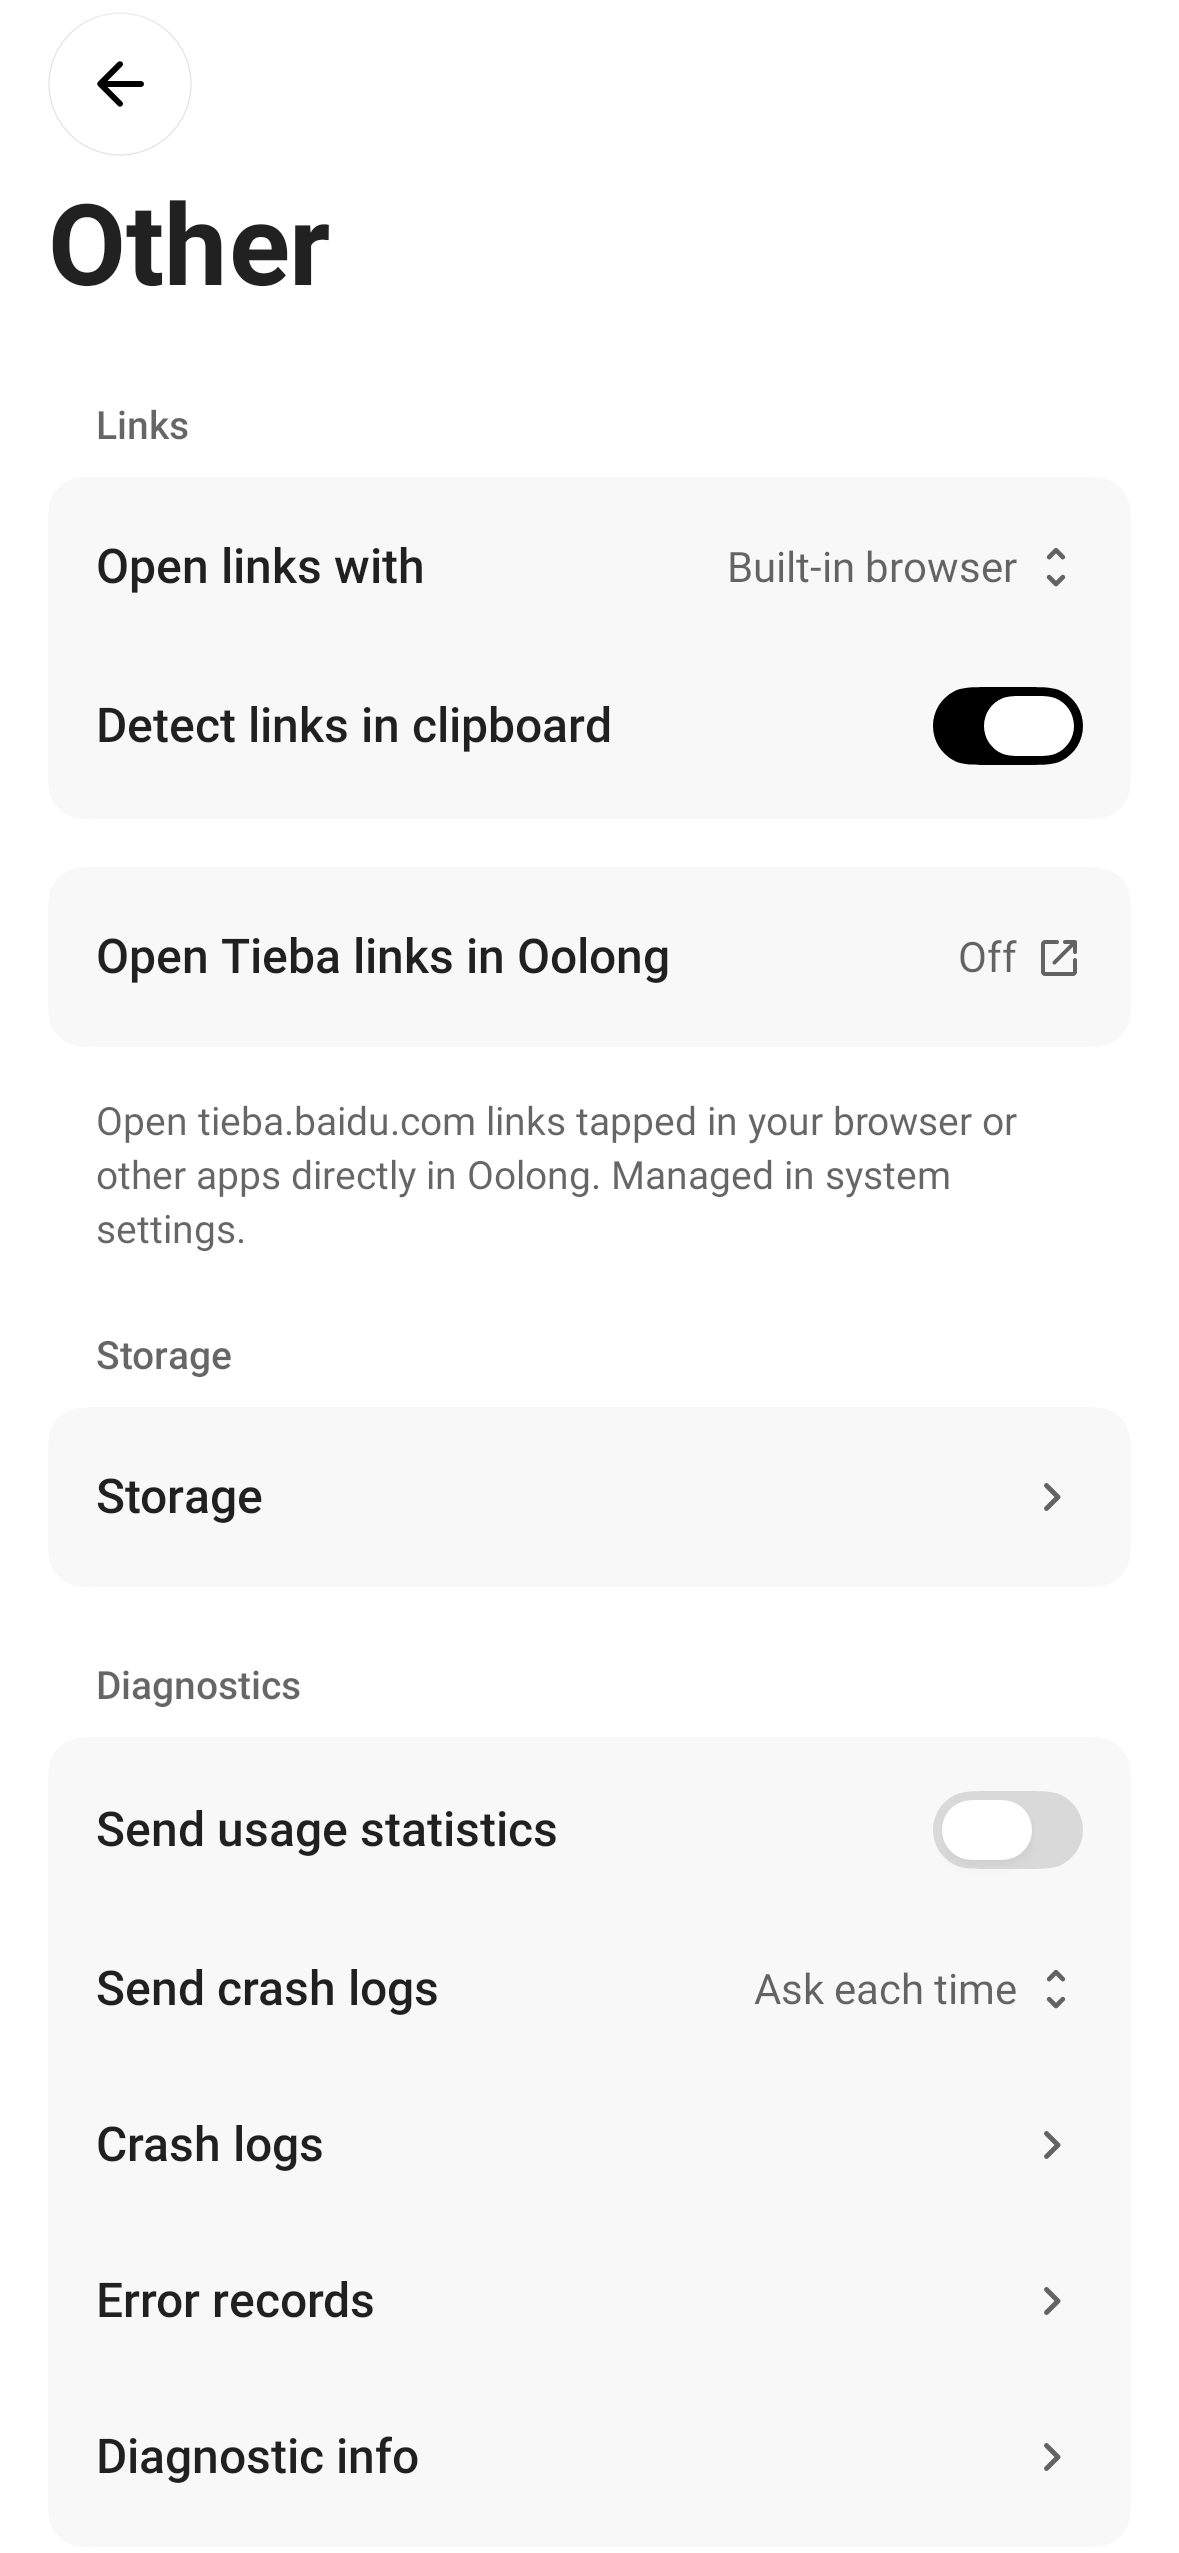 Other
Links
Open links with Built-in browser
Detect links in clipboard
Open Tieba links in Oolong Off
Open tieba.baidu.com links tapped in your browser or
other apps directly in Oolong. Managed in system
settings.
Storage
Storage
Diagnostics
Send usage statistics
Send crash logs Ask each time
Crash logs
Error records
Diagnostic info